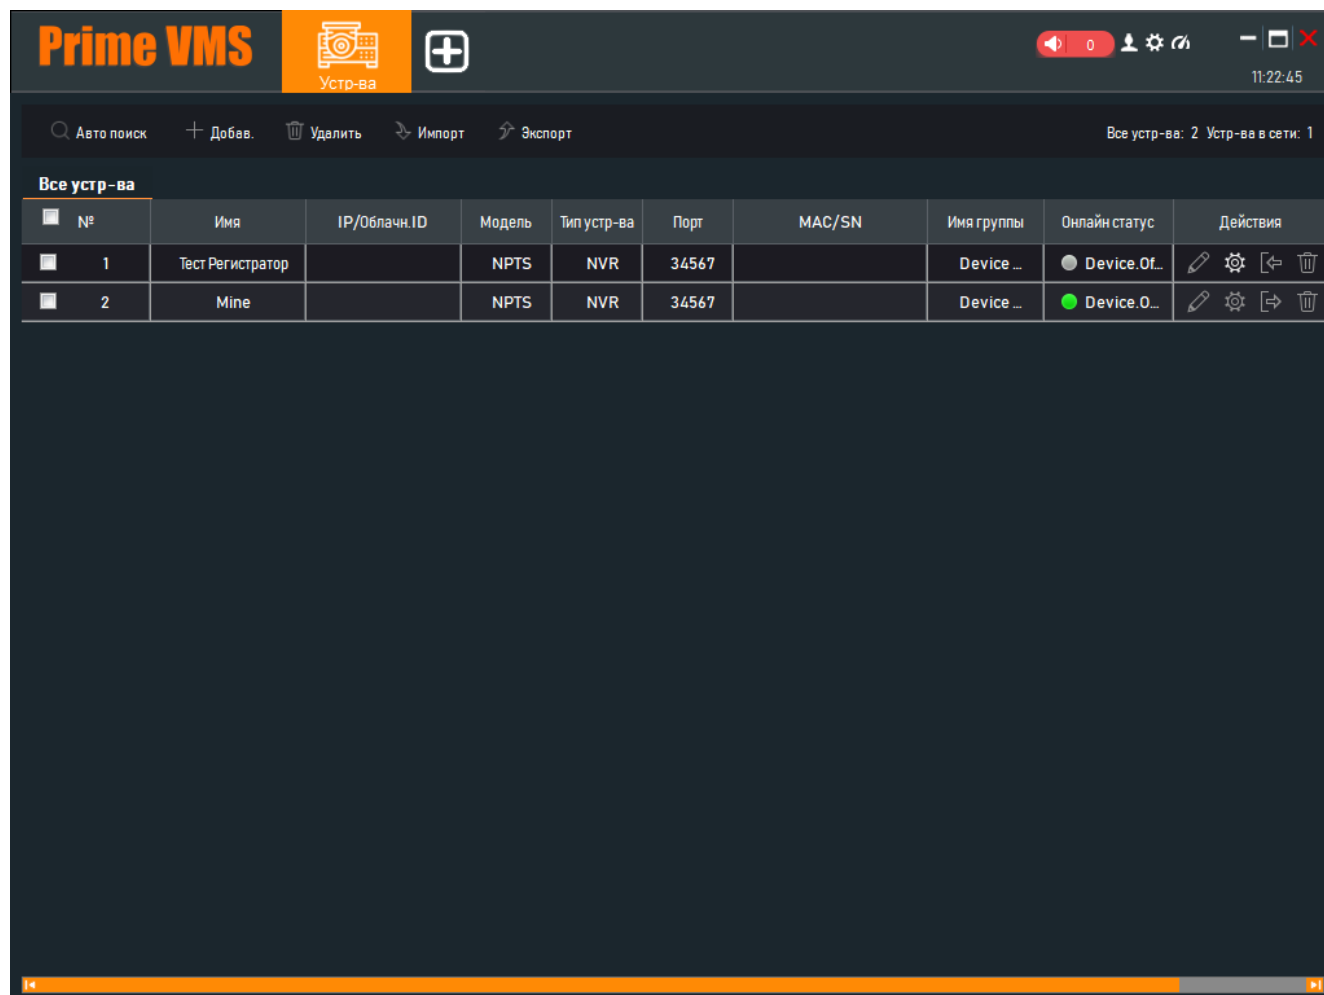 Prime VMS
Устр-ва
0
11:22:45
Авто поиск Добав. Удалить Импорт Экспорт Все устр-ва: 2 Устр-ва в сети: 1
Все устр-ва
№ Имя IP/Облачн.ID Модель Тип устр-ва Порт MAC/SN Имя группы Онлайн статус Действия
1 Тест Регистратор NPTS NVR 34567 Device ... Device.Of...
2 Mine NPTS NVR 34567 Device ... Device.O...